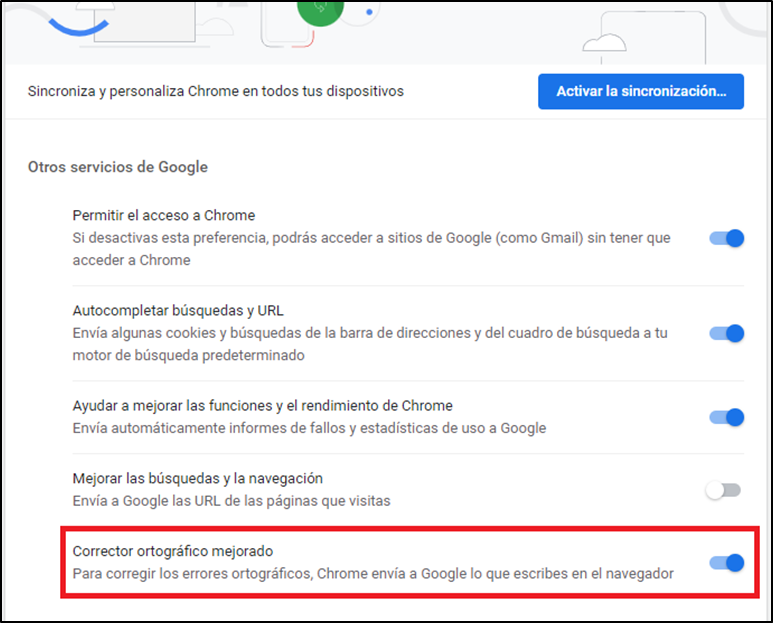 Sincroniza y personaliza Chrome en todos tus dispositivos
Activar la sincronización...
Otros servicios de Google
Permitir el acceso a Chrome
Si desactivas esta preferencia, podrás acceder a sitios de Google (como Gmail) sin tener que
acceder a Chrome
Autocompletar búsquedas y URL
Envía algunas cookies y búsquedas de la barra de direcciones y del cuadro de búsqueda a tu
motor de búsqueda predeterminado
Ayudar a mejorar las funciones y el rendimiento de Chrome
Envía automáticamente informes de fallos y estadísticas de uso a Google
Mejorar las búsquedas y la navegación
Envía a Google las URL de las páginas que visitas
Corrector ortográfico mejorado
Para corregir los errores ortográficos, Chrome envía a Google lo que escribes en el navegador